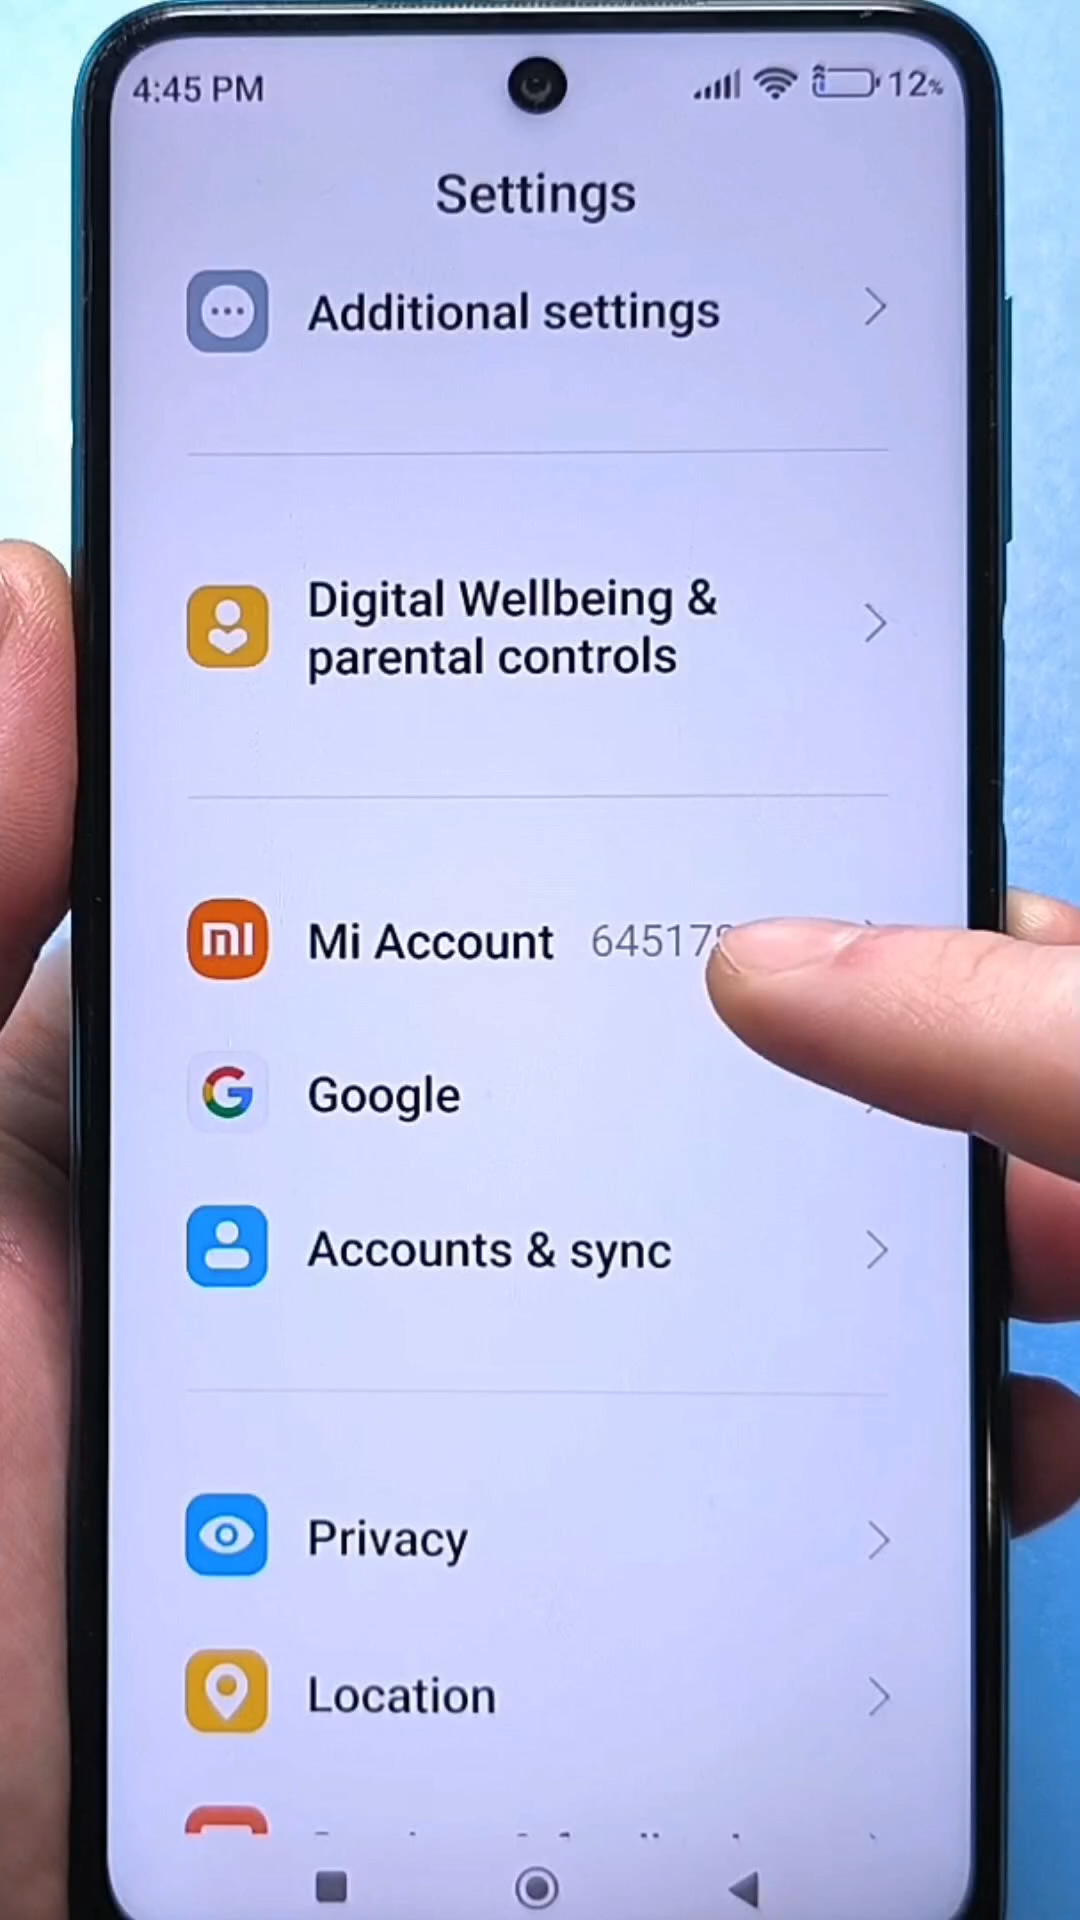 4:45 PM
12%
Settings
Additional settings
Digital Wellbeing &
parental controls
mi
Mi Account 64517
G
Google
Accounts & sync
Privacy
Location